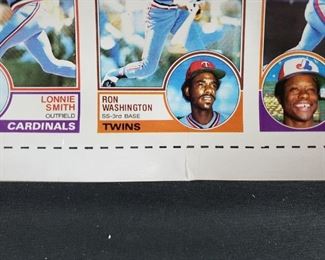 LONNIE
SMITH
OUTFIELD
CARDINALS
RON
WASHINGTON
SS-3rd BASE
TWINS